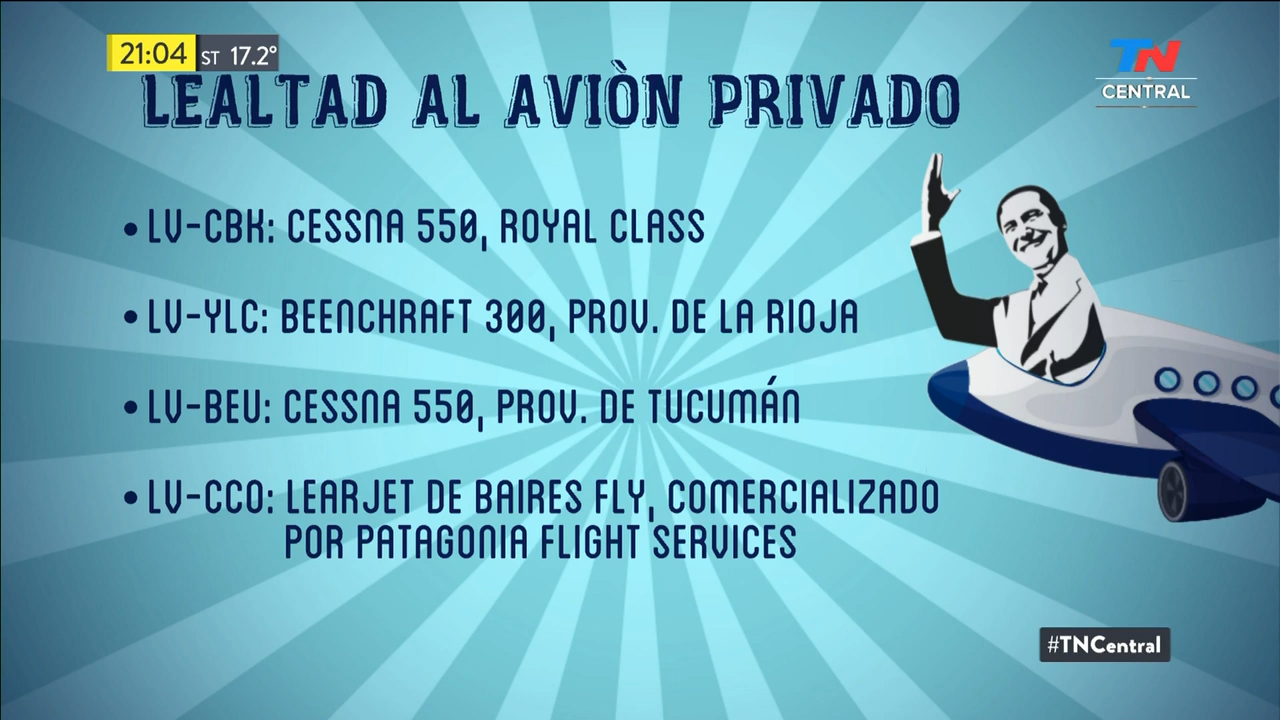 21:04 ST 17.2°
TN
CENTRAL
LEALTAD AL AVIÒN PRIVADO
• LV-CBK: CESSNA 550, ROYAL CLASS
• LV-YLC: BEENCHRAFT 300, PROV. DE LA RIOJA
• LV-BEU: CESSNA 550, PROV. DE TUCUMÁN
• LV-CCO: LEARJET DE BAIRES FLY, COMERCIALIZADO
POR PATAGONIA FLIGHT SERVICES
#TNCentral